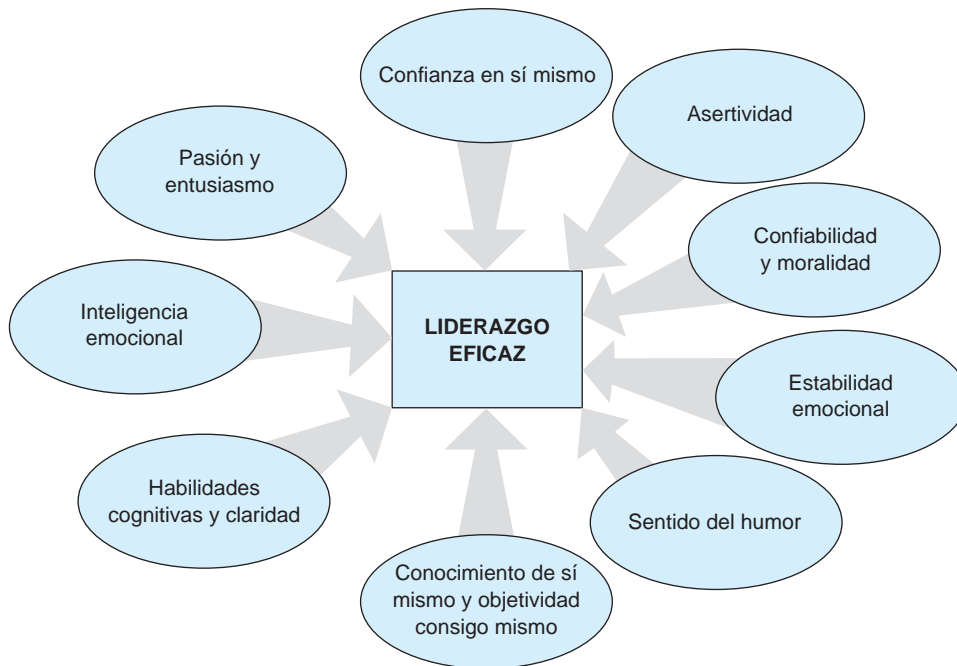 Confianza en sí mismo
Asertividad
Pasión y
entusiasmo
Confiabilidad
y moralidad
Inteligencia
emocional
LIDERAZGO
EFICAZ
Estabilidad
emocional
Habilidades
cognitivas y claridad
Sentido del humor
Conocimiento de sí
mismo y objetividad
consigo mismo